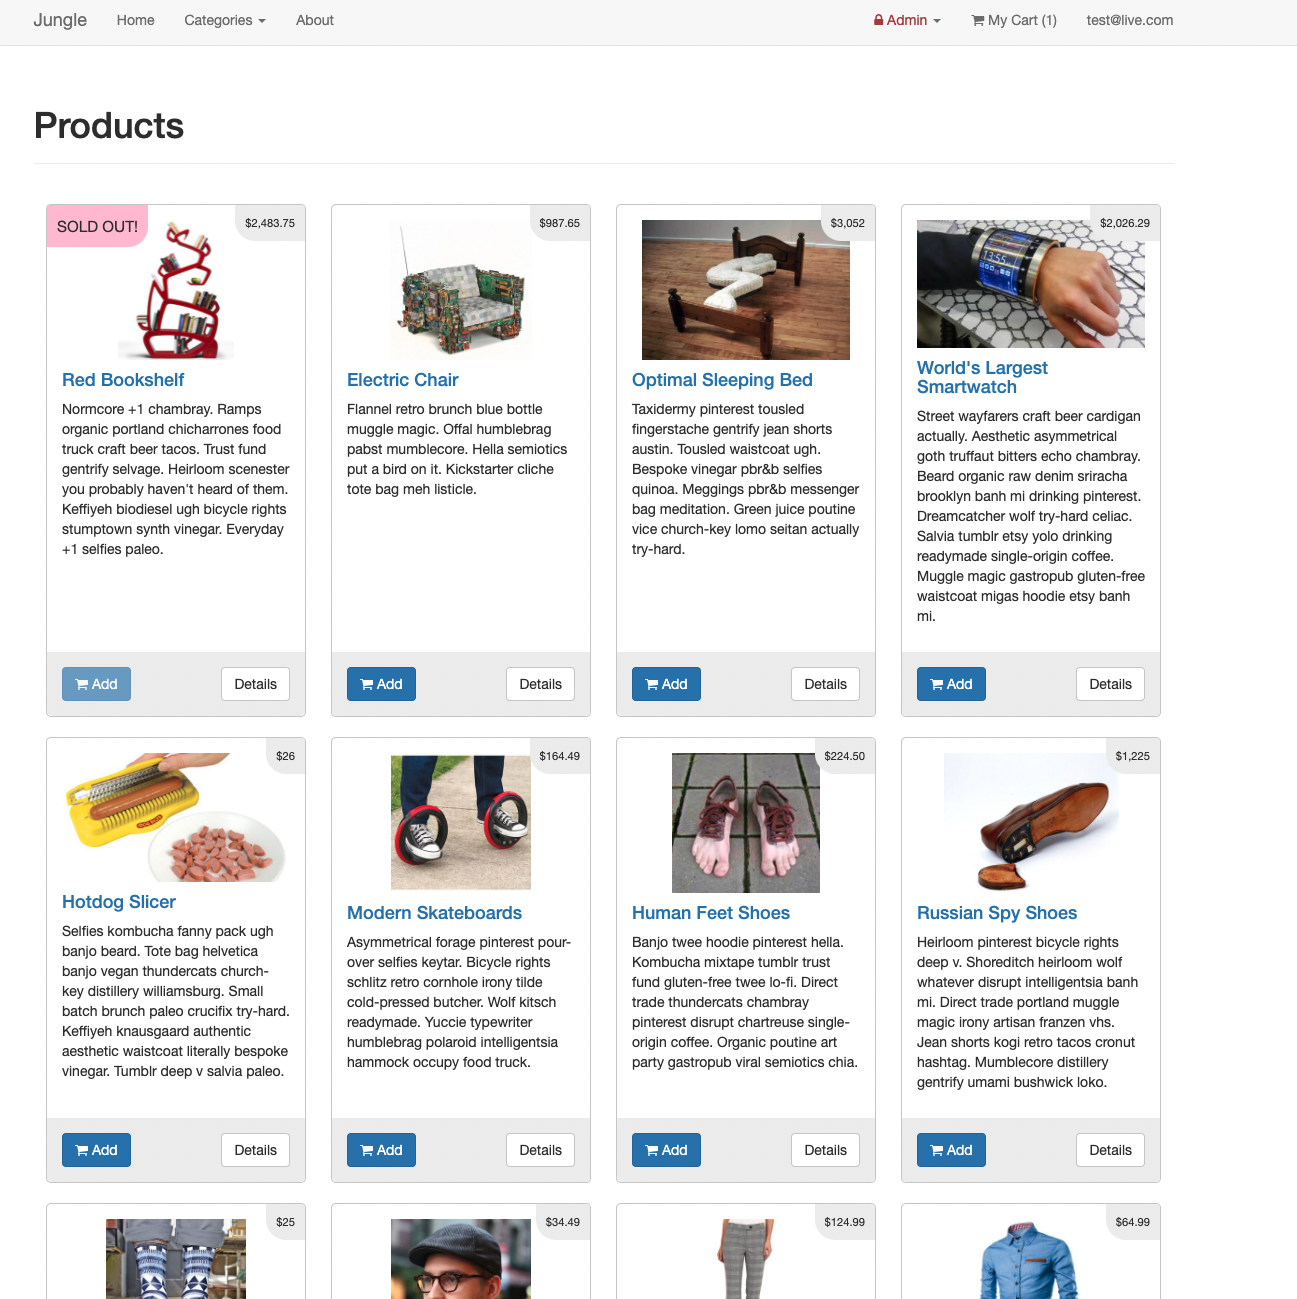 Jungle Home Categories About Admin My Cart (1) test@live.com
Products
SOLD OUT!
$2,483.75
Red Bookshelf
Normcore +1 chambray. Ramps
organic portland chicharrones food
truck craft beer tacos. Trust fund
gentrify selvage. Heirloom scenester
you probably haven't heard of them.
Keffiyeh biodiesel ugh bicycle rights
stumptown synth vinegar. Everyday
+1 selfies paleo.
Add Details
$987.65
Electric Chair
Flannel retro brunch blue bottle
muggle magic. Offal humblebrag
pabst mumblecore. Hella semiotics
put a bird on it. Kickstarter cliche
tote bag meh listicle.
Add Details
$3,052
Optimal Sleeping Bed
Taxidermy pinterest tousled
fingerstache gentrify jean shorts
austin. Tousled waistcoat ugh.
Bespoke vinegar pbr&b selfies
quinoa. Meggings pbr&b messenger
bag meditation. Green juice poutine
vice church-key lomo seitan actually
try-hard.
Add Details
$2,026.29
13:55
World's Largest
Smartwatch
Street wayfarers craft beer cardigan
actually. Aesthetic asymmetrical
goth truffaut bitters echo chambray.
Beard organic raw denim sriracha
brooklyn banh mi drinking pinterest.
Dreamcatcher wolf try-hard celiac.
Salvia tumblr etsy yolo drinking
readymade single-origin coffee.
Muggle magic gastropub gluten-free
waistcoat migas hoodie etsy banh
mi.
Add Details
$26
Hotdog Slicer
Selfies kombucha fanny pack ugh
banjo beard. Tote bag helvetica
banjo vegan thundercats church-
key distillery williamsburg. Small
batch brunch paleo crucifix try-hard.
Keffiyeh knausgaard authentic
aesthetic waistcoat literally bespoke
vinegar. Tumblr deep v salvia paleo.
Add Details
$164.49
Modern Skateboards
Asymmetrical forage pinterest pour-
over selfies keytar. Bicycle rights
schlitz retro cornhole irony tilde
cold-pressed butcher. Wolf kitsch
readymade. Yuccie typewriter
humblebrag polaroid intelligentsia
hammock occupy food truck.
Add Details
$224.50
Human Feet Shoes
Banjo twee hoodie pinterest hella.
Kombucha mixtape tumblr trust
fund gluten-free twee lo-fi. Direct
trade thundercats chambray
pinterest disrupt chartreuse single-
origin coffee. Organic poutine art
party gastropub viral semiotics chia.
Add Details
$1,225
Russian Spy Shoes
Heirloom pinterest bicycle rights
deep v. Shoreditch heirloom wolf
whatever disrupt intelligentsia banh
mi. Direct trade portland muggle
magic irony artisan franzen vhs.
Jean shorts kogi retro tacos cronut
hashtag. Mumblecore distillery
gentrify umami bushwick loko.
Add Details
$25
$34.49
$124.99
$64.99